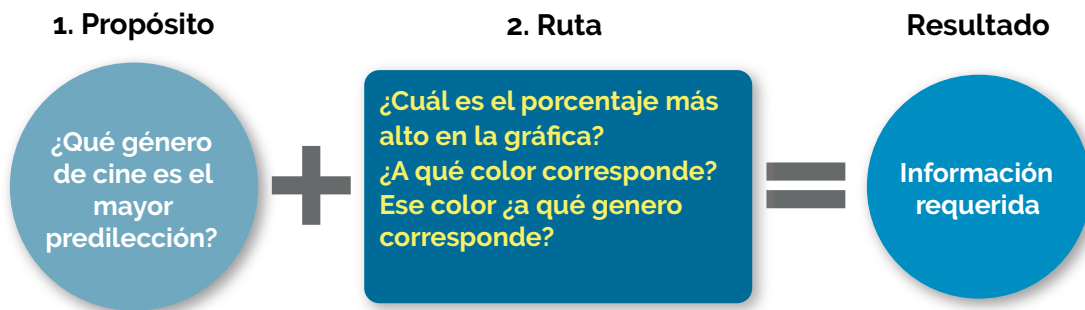 1. Propósito
2. Ruta
Resultado
¿Qué género
de cine es el
mayor
predilección?
¿Cuál es el porcentaje más
alto en la gráfica?
¿A qué color corresponde?
Ese color ¿a qué genero
corresponde?
Información
requerida